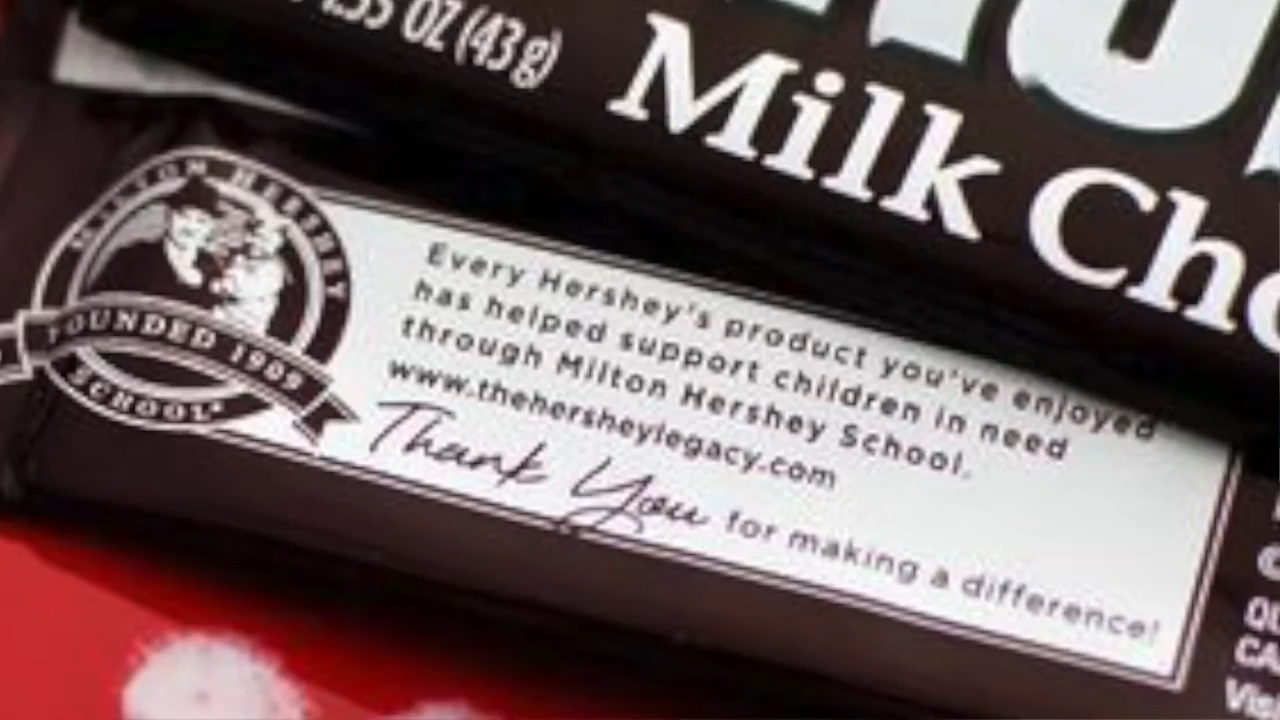 OZ (43g)
Milk Ch
MILTON HERSHEY
FOUNDED 1909
SCHOOL
Every Hershey's product you've enjoyed
has helped support children in need
through Milton Hershey School.
www.thehersheylegacy.com
Thank You for making a difference!